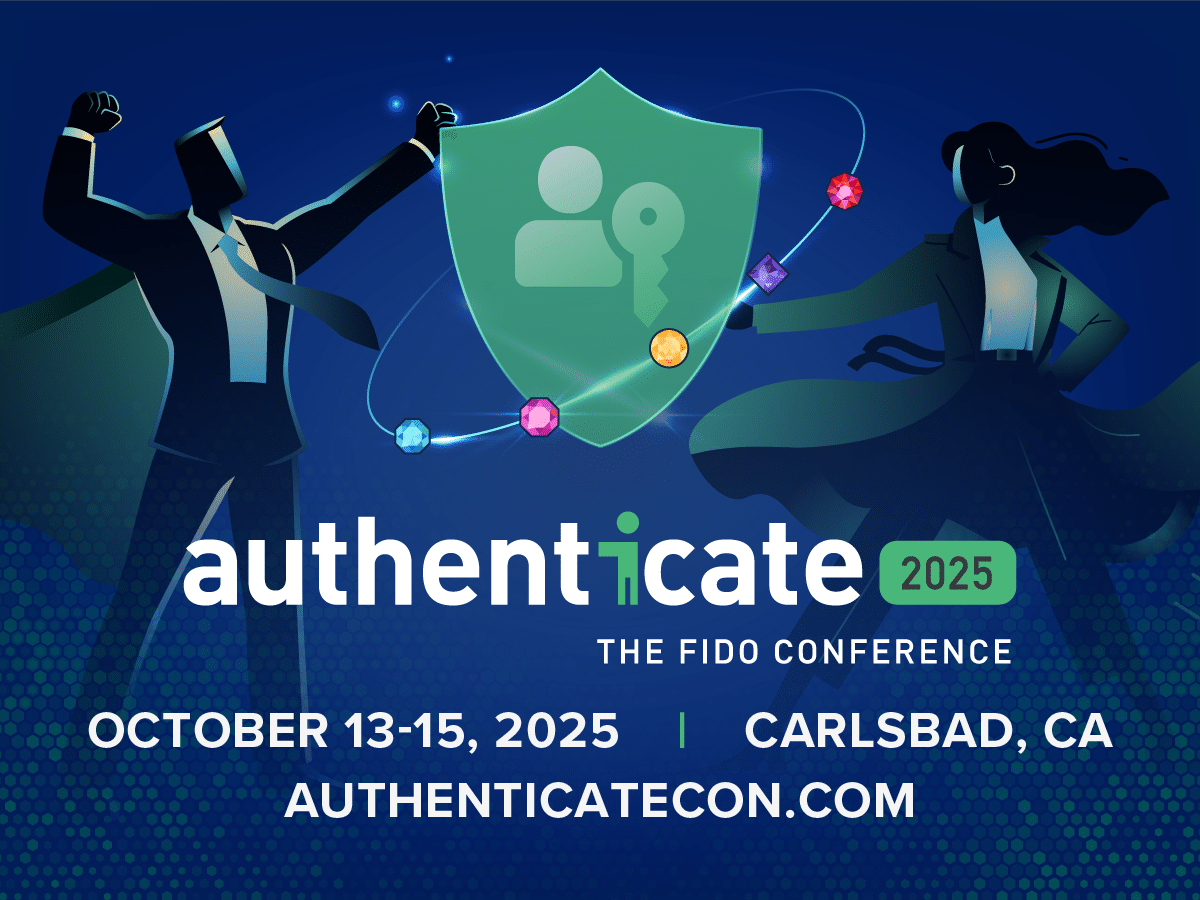 authenticate 2025
THE FIDO CONFERENCE
OCTOBER 13-15, 2025 | CARLSBAD, CA
AUTHENTICATECON.COM